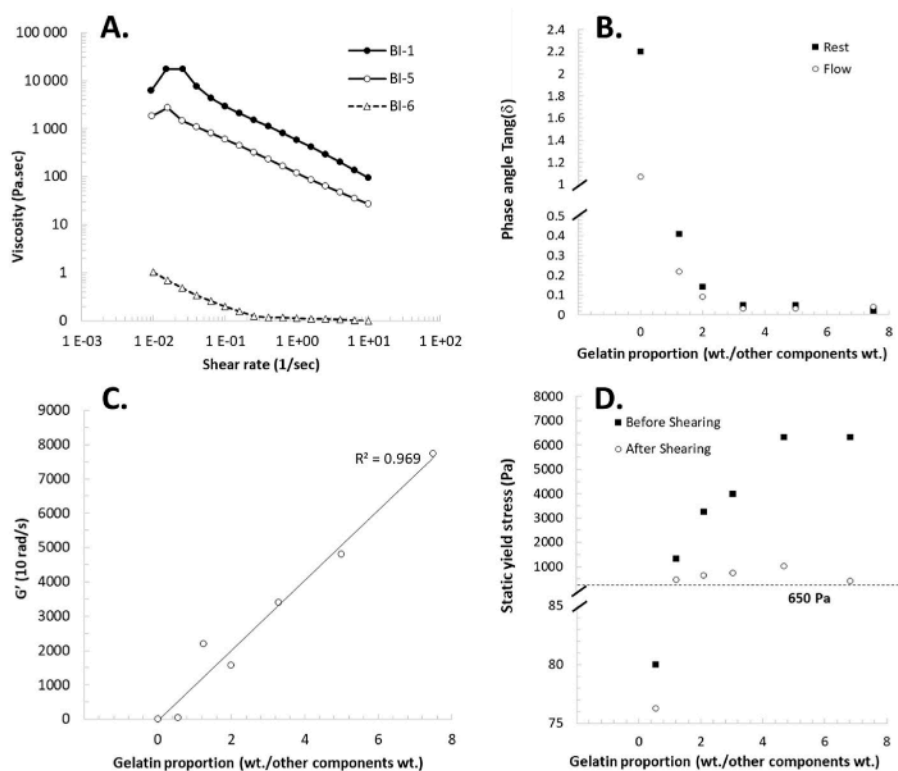 A.
100 000
10 000
1 000
100
10
1
0
1 E-03
1 E-02
1 E-01
1 E+00
1 E+01
1 E+02
Viscosity (Pa.sec)
Shear rate (1/sec)
BI-1
BI-5
BI-6
B.
2.4
2.2
2
1.8
1.6
1.4
1.2
1
0.5
0.4
0.3
0.2
0.1
0
0
2
4
6
8
Phase angle Tang(δ)
Gelatin proportion (wt./other components wt.)
Rest
Flow
C.
9000
8000
7000
6000
5000
4000
3000
2000
1000
0
0
2
4
6
8
G’ (10 rad/s)
Gelatin proportion (wt./other components wt.)
R² = 0.969
D.
8000
7000
6000
5000
4000
3000
2000
1000
85
80
75
0
2
4
6
8
Static yield stress (Pa)
Gelatin proportion (wt./other components wt.)
Before Shearing
After Shearing
650 Pa